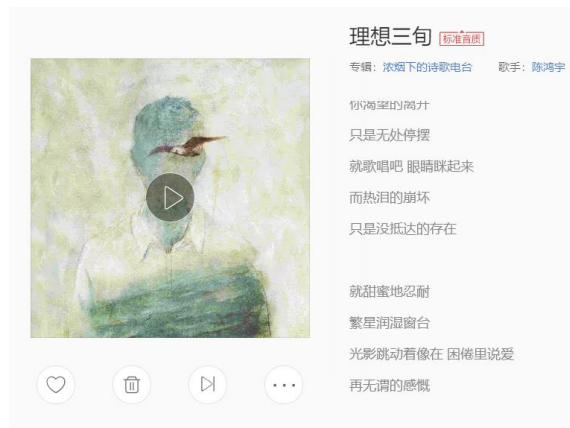 理想三旬 标准音质
专辑：浓烟下的诗歌电台 歌手：陈鸿宇
你渴望的离开
只是无处停摆
就歌唱吧 眼睛眯起来
而热泪的崩坏
只是没抵达的存在
就甜蜜地忍耐
繁星润湿窗台
光影跳动着像在 困倦里说爱
再无谓的感慨